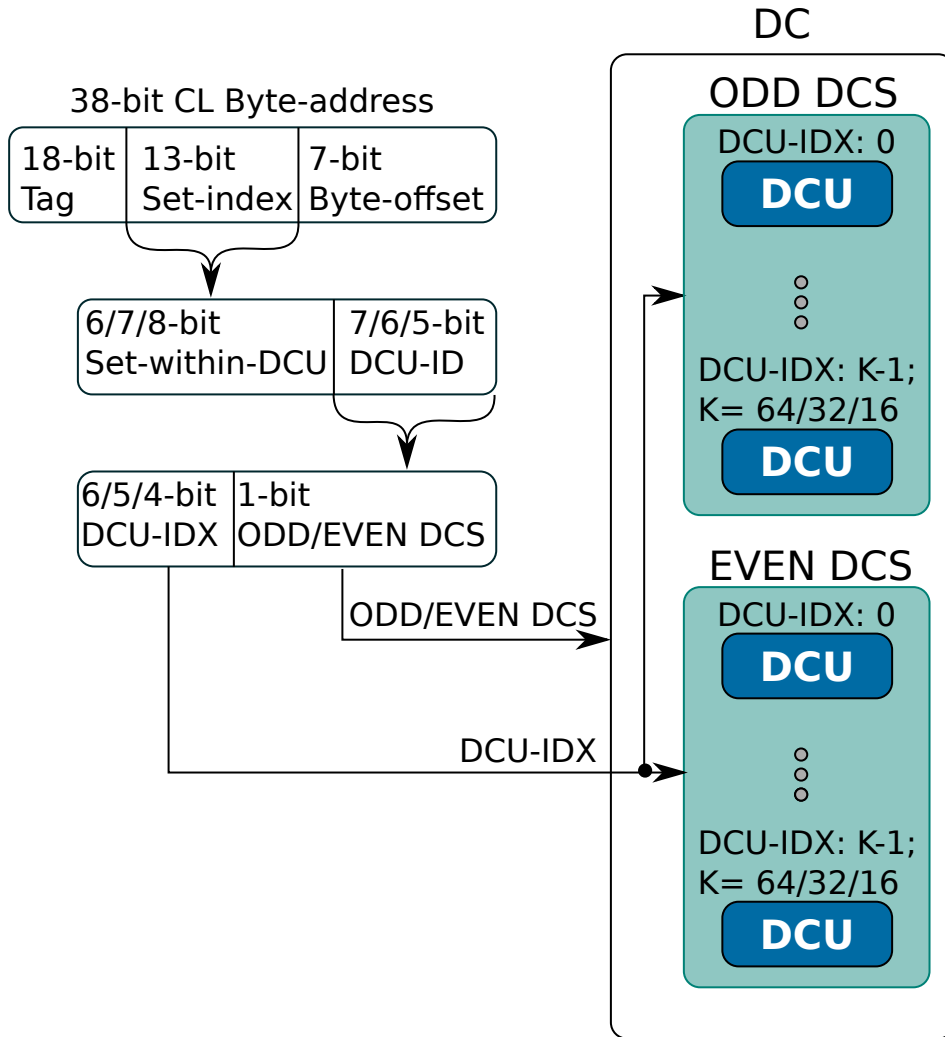 DC
38-bit CL Byte-address
18-bit
Tag
13-bit
Set-index
7-bit
Byte-offset
6/7/8-bit
Set-within-DCU
7/6/5-bit
DCU-ID
6/5/4-bit
DCU-IDX
1-bit
ODD/EVEN DCS
ODD/EVEN DCS
DCU-IDX
ODD DCS
DCU-IDX: 0
DCU
DCU-IDX: K-1;
K= 64/32/16
DCU
EVEN DCS
DCU-IDX: 0
DCU
DCU-IDX: K-1;
K= 64/32/16
DCU